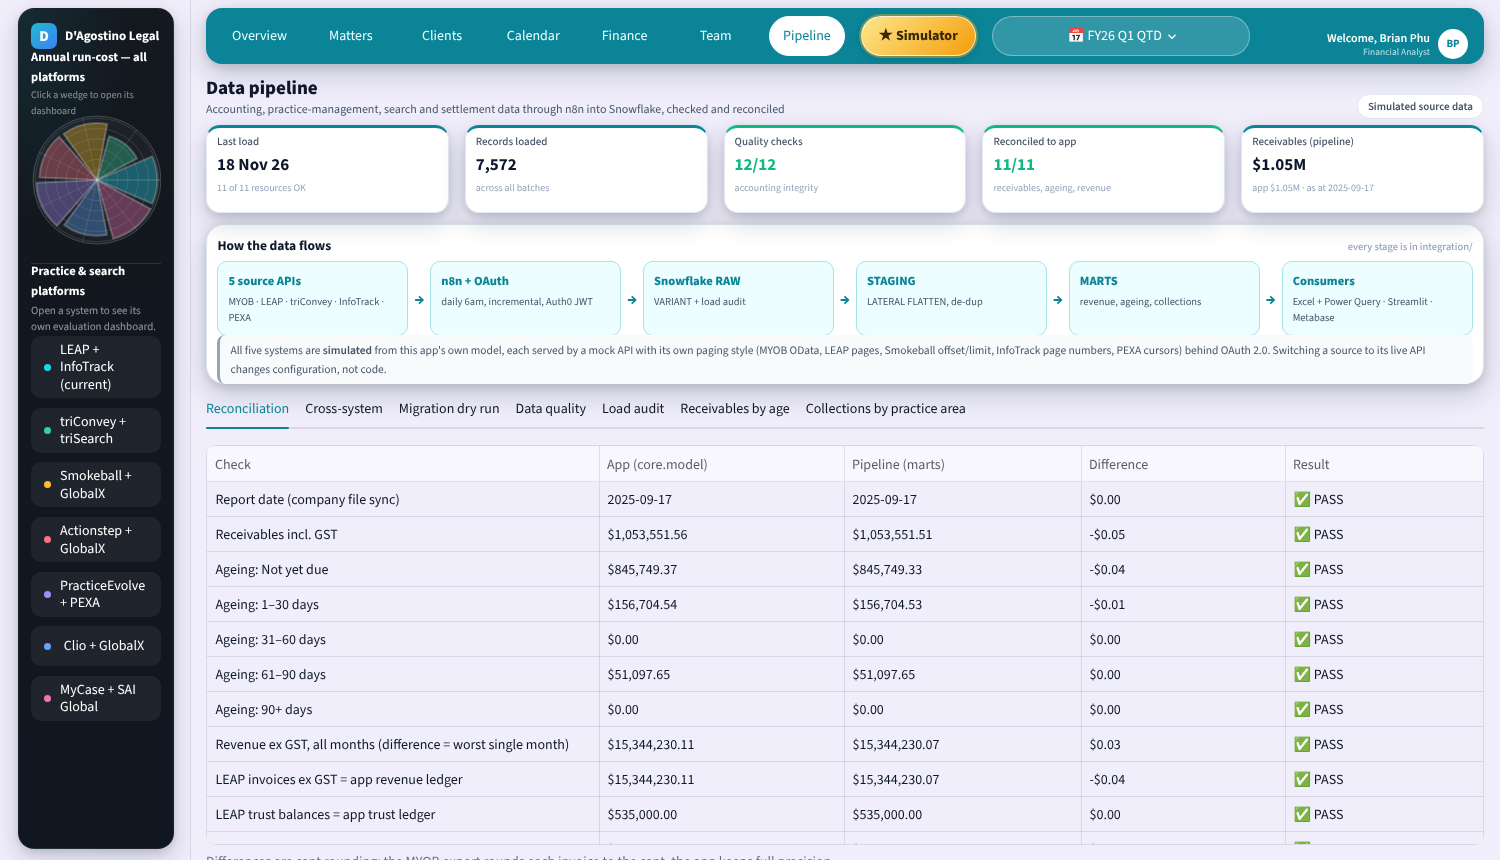 D
D'Agostino Legal
Annual run-cost — all
platforms
Click a wedge to open its
dashboard
Practice & search
platforms
Open a system to see its
own evaluation dashboard.
LEAP +
InfoTrack
(current)
triConvey +
triSearch
Smokeball +
GlobalX
Actionstep +
GlobalX
PracticeEvolve
+ PEXA
Clio + GlobalX
MyCase + SAI
Global
Overview
Matters
Clients
Calendar
Finance
Team
Pipeline
★ Simulator
📅 FY26 Q1 QTD
Welcome, Brian Phu
Financial Analyst
BP
Data pipeline
Accounting, practice-management, search and settlement data through n8n into Snowflake, checked and reconciled
Simulated source data
Last load
18 Nov 26
11 of 11 resources OK
Records loaded
7,572
across all batches
Quality checks
12/12
accounting integrity
Reconciled to app
11/11
receivables, ageing, revenue
Receivables (pipeline)
$1.05M
app $1.05M · as at 2025-09-17
How the data flows
every stage is in integration/
5 source APIs
MYOB · LEAP · triConvey · InfoTrack ·
PEXA
→
n8n + OAuth
daily 6am, incremental, Auth0 JWT
→
Snowflake RAW
VARIANT + load audit
→
STAGING
LATERAL FLATTEN, de-dup
→
MARTS
revenue, ageing, collections
→
Consumers
Excel + Power Query · Streamlit ·
Metabase
All five systems are simulated from this app's own model, each served by a mock API with its own paging style (MYOB OData, LEAP pages, Smokeball offset/limit, InfoTrack page numbers, PEXA cursors) behind OAuth 2.0. Switching a source to its live API
changes configuration, not code.
Reconciliation
Cross-system
Migration dry run
Data quality
Load audit
Receivables by age
Collections by practice area
Check App (core.model) Pipeline (marts) Difference Result
Report date (company file sync) 2025-09-17 2025-09-17 $0.00 ✅ PASS
Receivables incl. GST $1,053,551.56 $1,053,551.51 -$0.05 ✅ PASS
Ageing: Not yet due $845,749.37 $845,749.33 -$0.04 ✅ PASS
Ageing: 1–30 days $156,704.54 $156,704.53 -$0.01 ✅ PASS
Ageing: 31–60 days $0.00 $0.00 $0.00 ✅ PASS
Ageing: 61–90 days $51,097.65 $51,097.65 $0.00 ✅ PASS
Ageing: 90+ days $0.00 $0.00 $0.00 ✅ PASS
Revenue ex GST, all months (difference = worst single month) $15,344,230.11 $15,344,230.07 $0.03 ✅ PASS
LEAP invoices ex GST = app revenue ledger $15,344,230.11 $15,344,230.07 -$0.04 ✅ PASS
LEAP trust balances = app trust ledger $535,000.00 $535,000.00 $0.00 ✅ PASS
Differences are cent rounding: the MYOB export rounds each invoice to the cent, the app keeps full precision